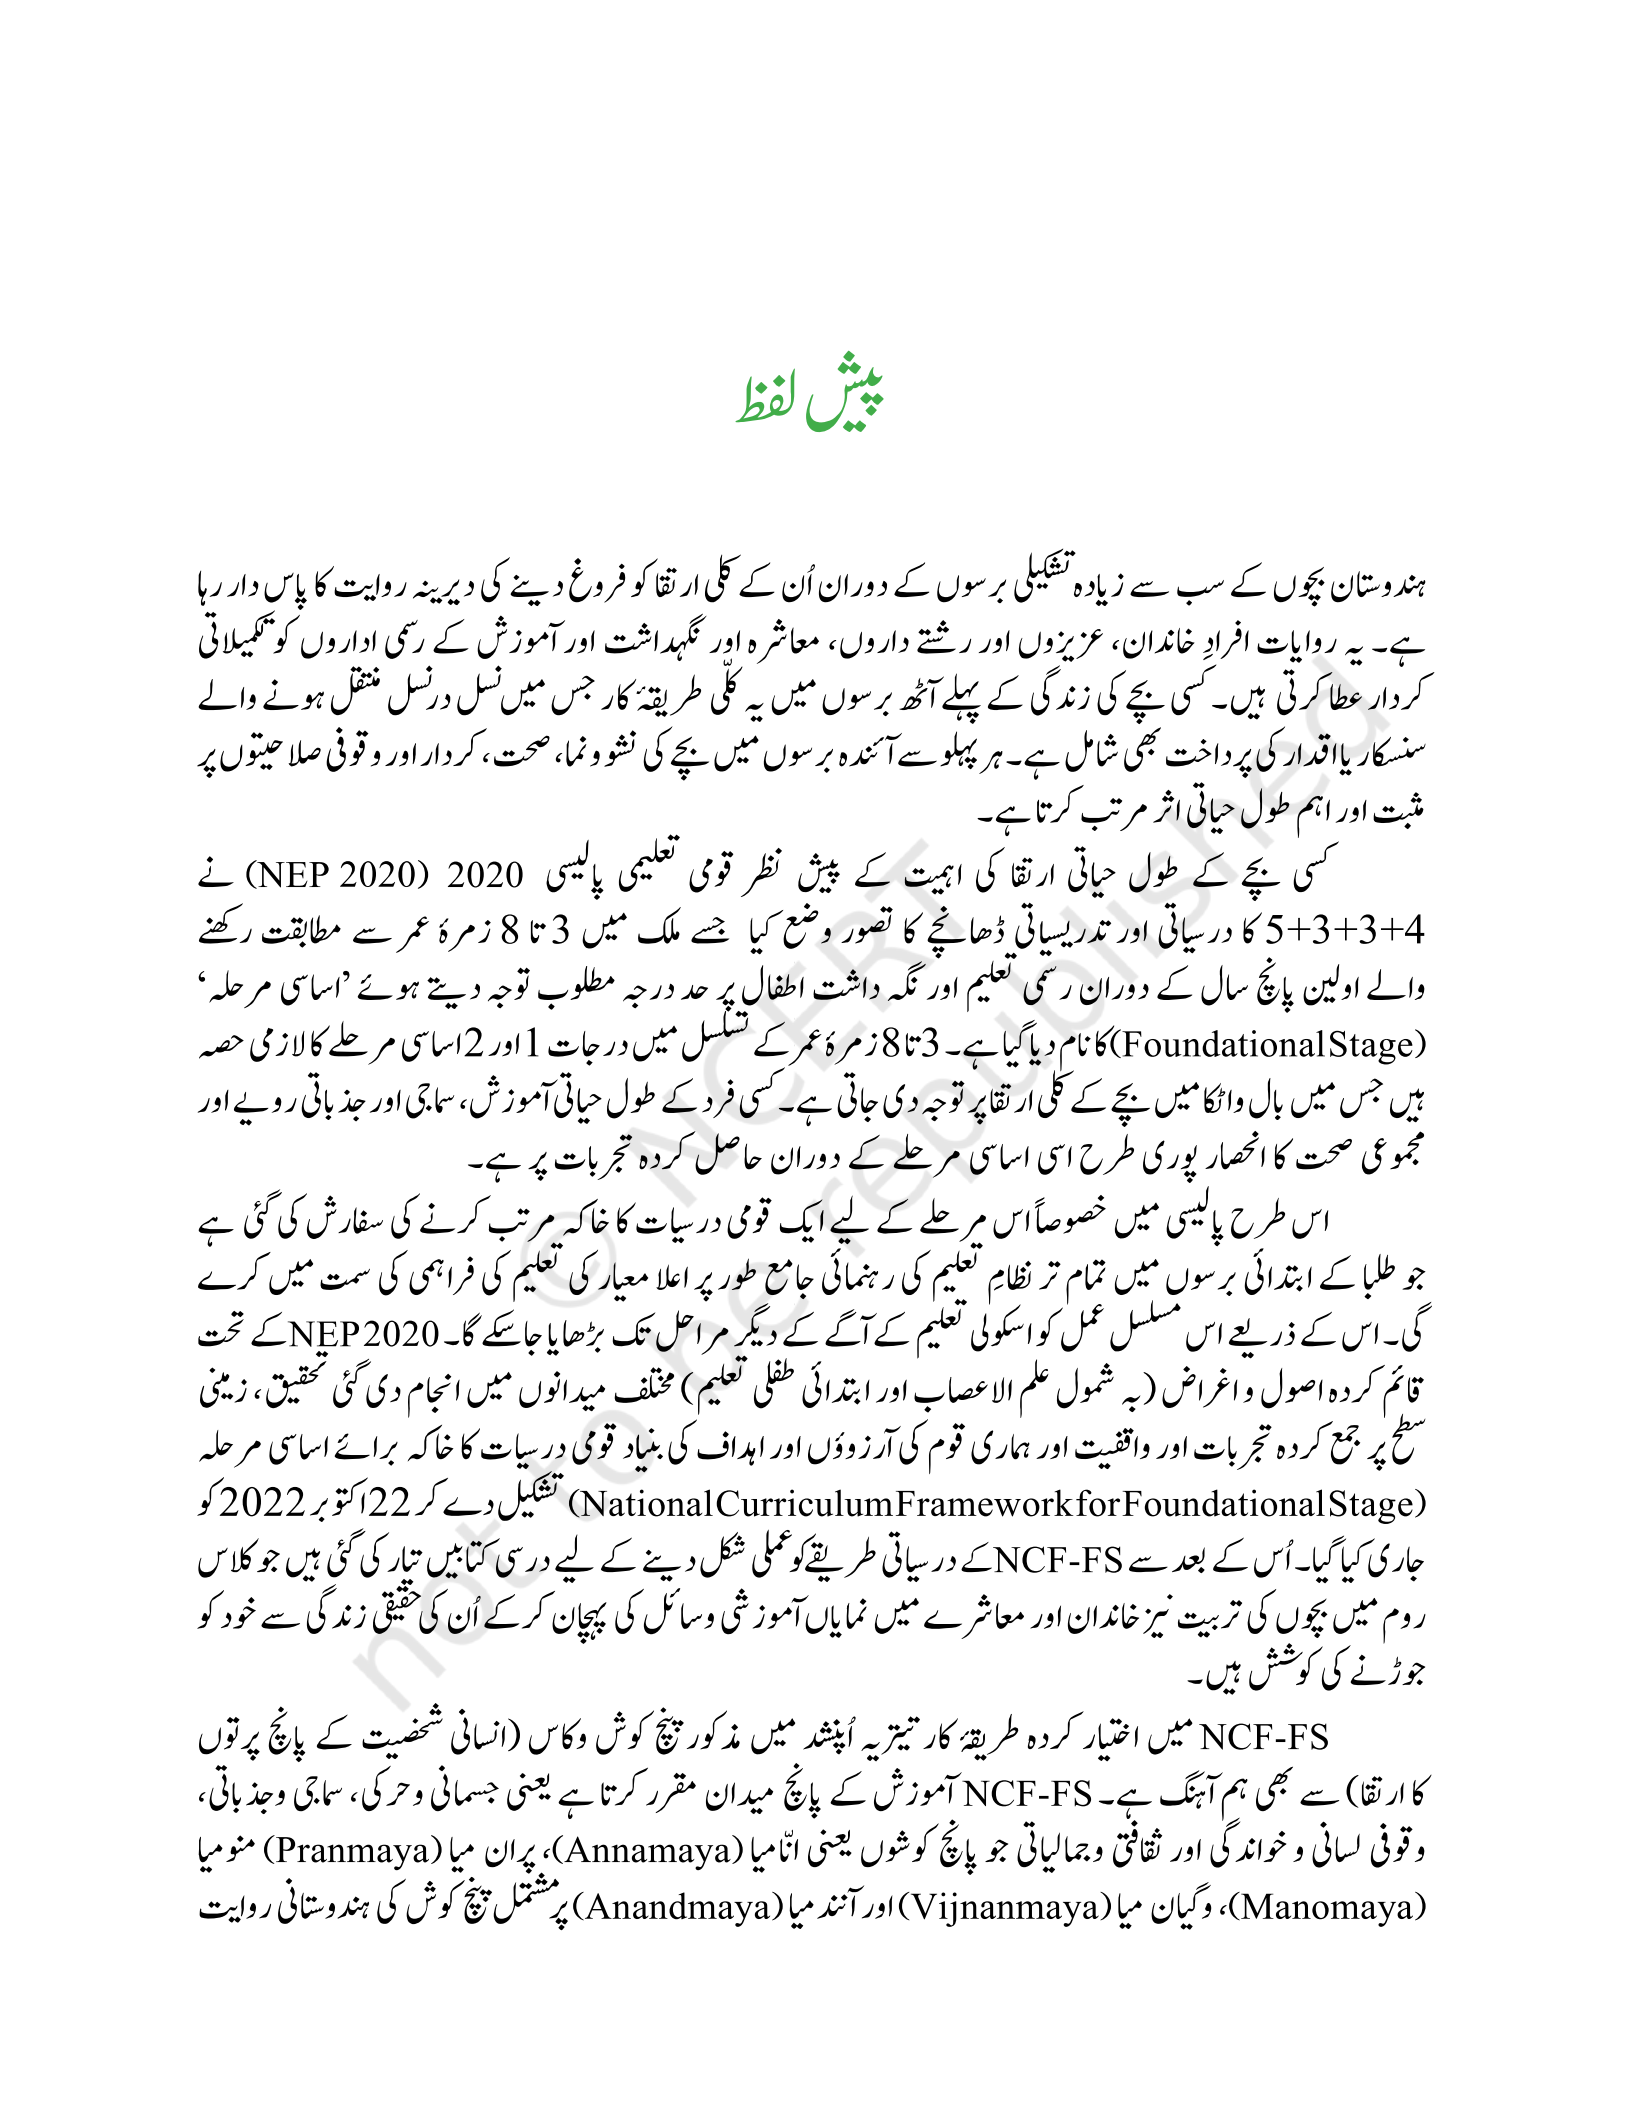 پیش لفظ
ہندوستان بچوں کے سب سے زیادہ تشکیلی برسوں کے دوران اُن کے کلی ارتقا کو فروغ دینے کی دیرینہ روایت کا پاس دار رہا
ہے۔ یہ روایات افرادِ خاندان، عزیزوں اور رشتے داروں، معاشرہ اور نگہداشت اور آموزش کے رسمی اداروں کو تکمیلاتی
کردار عطا کرتی ہیں۔ کسی بچے کی زندگی کے پہلے آٹھ برسوں میں یہ کلّی طریقۂ کار جس میں نسل در نسل منتقل ہونے والے
سنسکار یا اقدار کی پرداخت بھی شامل ہے۔ ہر پہلو سے آئندہ برسوں میں بچے کی نشو و نما، صحت، کردار اور وقوفی صلاحیتوں پر
مثبت اور اہم طول حیاتی اثر مرتب کرتا ہے۔
کسی بچے کے طول حیاتی ارتقا کی اہمیت کے پیش نظر قومی تعلیمی پالیسی 2020 (NEP 2020) نے
5+3+3+4 کا درسیاتی اور تدریسیاتی ڈھانچے کا تصور وضع کیا جسے ملک میں 3 تا 8 زمرۂ عمر سے مطابقت رکھنے
والے اولین پانچ سال کے دوران رسمی تعلیم اور نگہ داشت اطفال پر حد درجہ مطلوب توجہ دیتے ہوئے ’اساسی مرحلہ‘
(Foundational Stage) کا نام دیا گیا ہے۔ 3 تا 8 زمرۂ عمر کے تسلسل میں درجات 1 اور 2 اساسی مرحلے کا لازمی حصہ
ہیں جس میں بال واٹکا میں بچے کے کلی ارتقا پر توجہ دی جاتی ہے۔ کسی فرد کے طول حیاتی آموزش، سماجی اور جذباتی رویے اور
مجموعی صحت کا انحصار پوری طرح اسی اساسی مرحلے کے دوران حاصل کردہ تجربات پر ہے۔
اس طرح پالیسی میں خصوصاً اس مرحلے کے لیے ایک قومی درسیات کا خاکہ مرتب کرنے کی سفارش کی گئی ہے
جو طلبا کے ابتدائی برسوں میں تمام تر نظامِ تعلیم کی رہنمائی جامع طور پر اعلا معیار کی تعلیم کی فراہمی کی سمت میں کرے
گی۔ اس کے ذریعے اس مسلسل عمل کو اسکولی تعلیم کے آگے کے دیگر مراحل تک بڑھایا جاسکے گا۔ NEP 2020 کے تحت
قائم کردہ اصول و اغراض (بہ شمول علم الاعصاب اور ابتدائی طفلی تعلیم) مختلف میدانوں میں انجام دی گئی تحقیق، زمینی
سطح پر جمع کردہ تجربات اور واقفیت اور ہماری قوم کی آرزوؤں اور اہداف کی بنیاد قومی درسیات کا خاکہ برائے اساسی مرحلہ
(National Curriculum Framework for Foundational Stage) تشکیل دے کر 22 اکتوبر 2022 کو
جاری کیا گیا۔ اُس کے بعد سے NCF-FS کے درسیاتی طریقے کو عملی شکل دینے کے لیے درسی کتابیں تیار کی گئی ہیں جو کلاس
روم میں بچوں کی تربیت نیز خاندان اور معاشرے میں نمایاں آموزشی وسائل کی پہچان کرکے اُن کی حقیقی زندگی سے خود کو
جوڑنے کی کوشش ہیں۔
NCF-FS میں اختیار کردہ طریقۂ کار تیتریہ اُپنشد میں مذکور پنچ کوش وکاس (انسانی شخصیت کے پانچ پرتوں
کا ارتقا) سے بھی ہم آہنگ ہے۔ NCF-FS آموزش کے پانچ میدان مقرر کرتا ہے یعنی جسمانی و حرکی، سماجی و جذباتی،
وقوفی لسانی و خواندگی اور ثقافتی و جمالیاتی جو پانچ کوشوں یعنی انّامیا (Annamaya)، پران میا (Pranmaya) منومیا
(Manomaya)، وگیان میا (Vijnanmaya) اور آنند میا (Anandmaya) پر مشتمل پنچ کوش کی ہندوستانی روایت
© NCERT
not to be republished